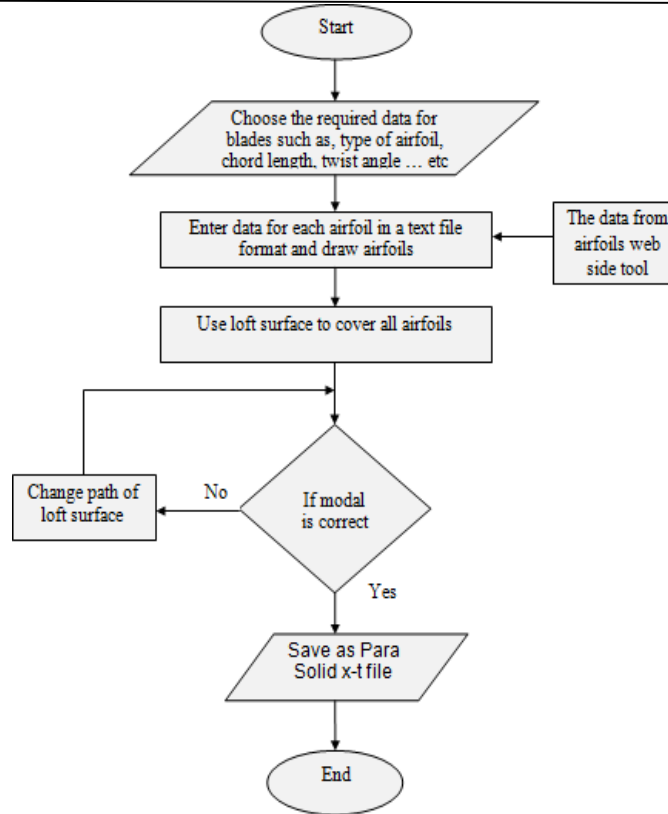 Start
Choose the required data for
blades such as, type of airfoil,
chord length, twist angle ... etc
Enter data for each airfoil in a text file
format and draw airfoils
The data from
airfoils web
side tool
Use loft surface to cover all airfoils
Change path of
loft surface
No
If modal
is correct
Yes
Save as Para
Solid x-t file
End